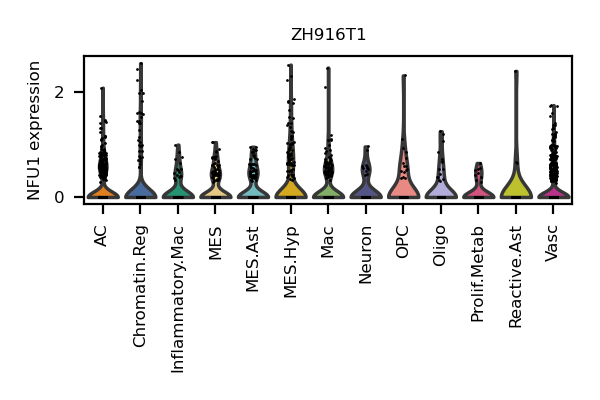 ZH916T1
NFU1 expression
2
0
AC
Chromatin.Reg
Inflammatory.Mac
MES
MES.Ast
MES.Hyp
Mac
Neuron
OPC
Oligo
Prolif.Metab
Reactive.Ast
Vasc